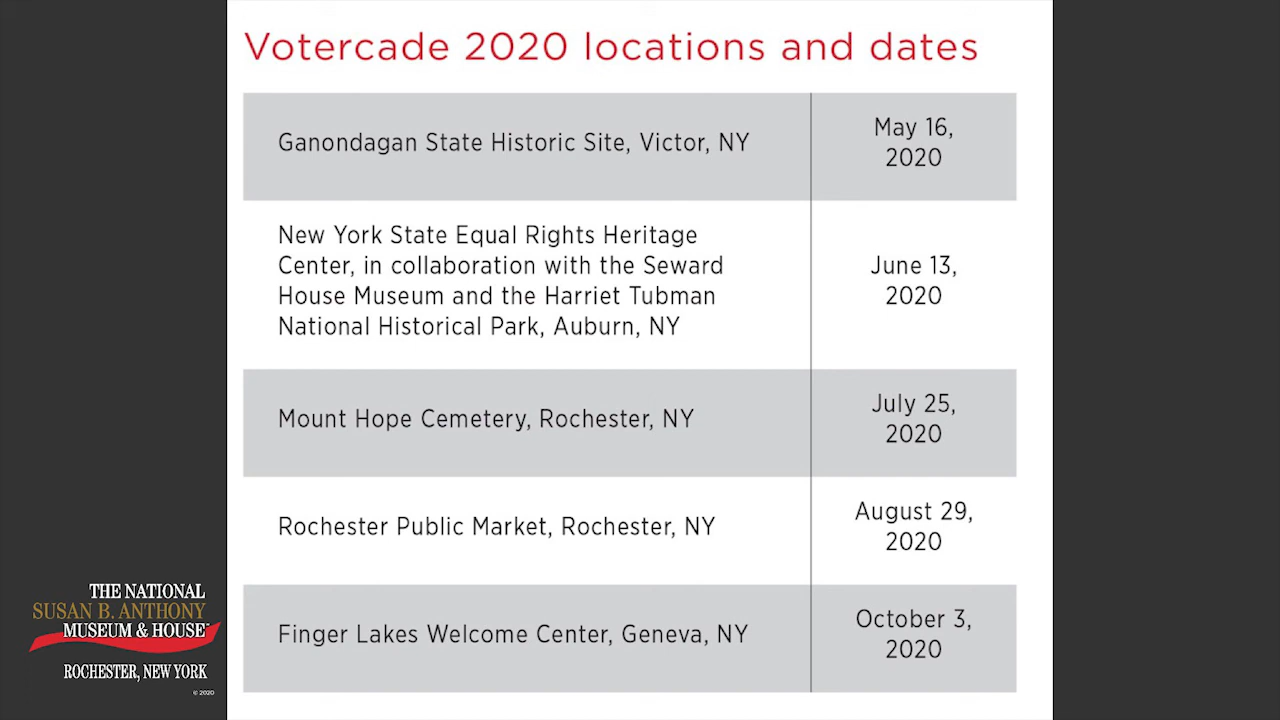 Votercade 2020 locations and dates
Ganondagan State Historic Site, Victor, NY
May 16,
2020
New York State Equal Rights Heritage
Center, in collaboration with the Seward
House Museum and the Harriet Tubman
National Historical Park, Auburn, NY
June 13,
2020
Mount Hope Cemetery, Rochester, NY
July 25,
2020
Rochester Public Market, Rochester, NY
August 29,
2020
Finger Lakes Welcome Center, Geneva, NY
October 3,
2020
THE NATIONAL
SUSAN B. ANTHONY
MUSEUM & HOUSE
ROCHESTER, NEW YORK
© 2020